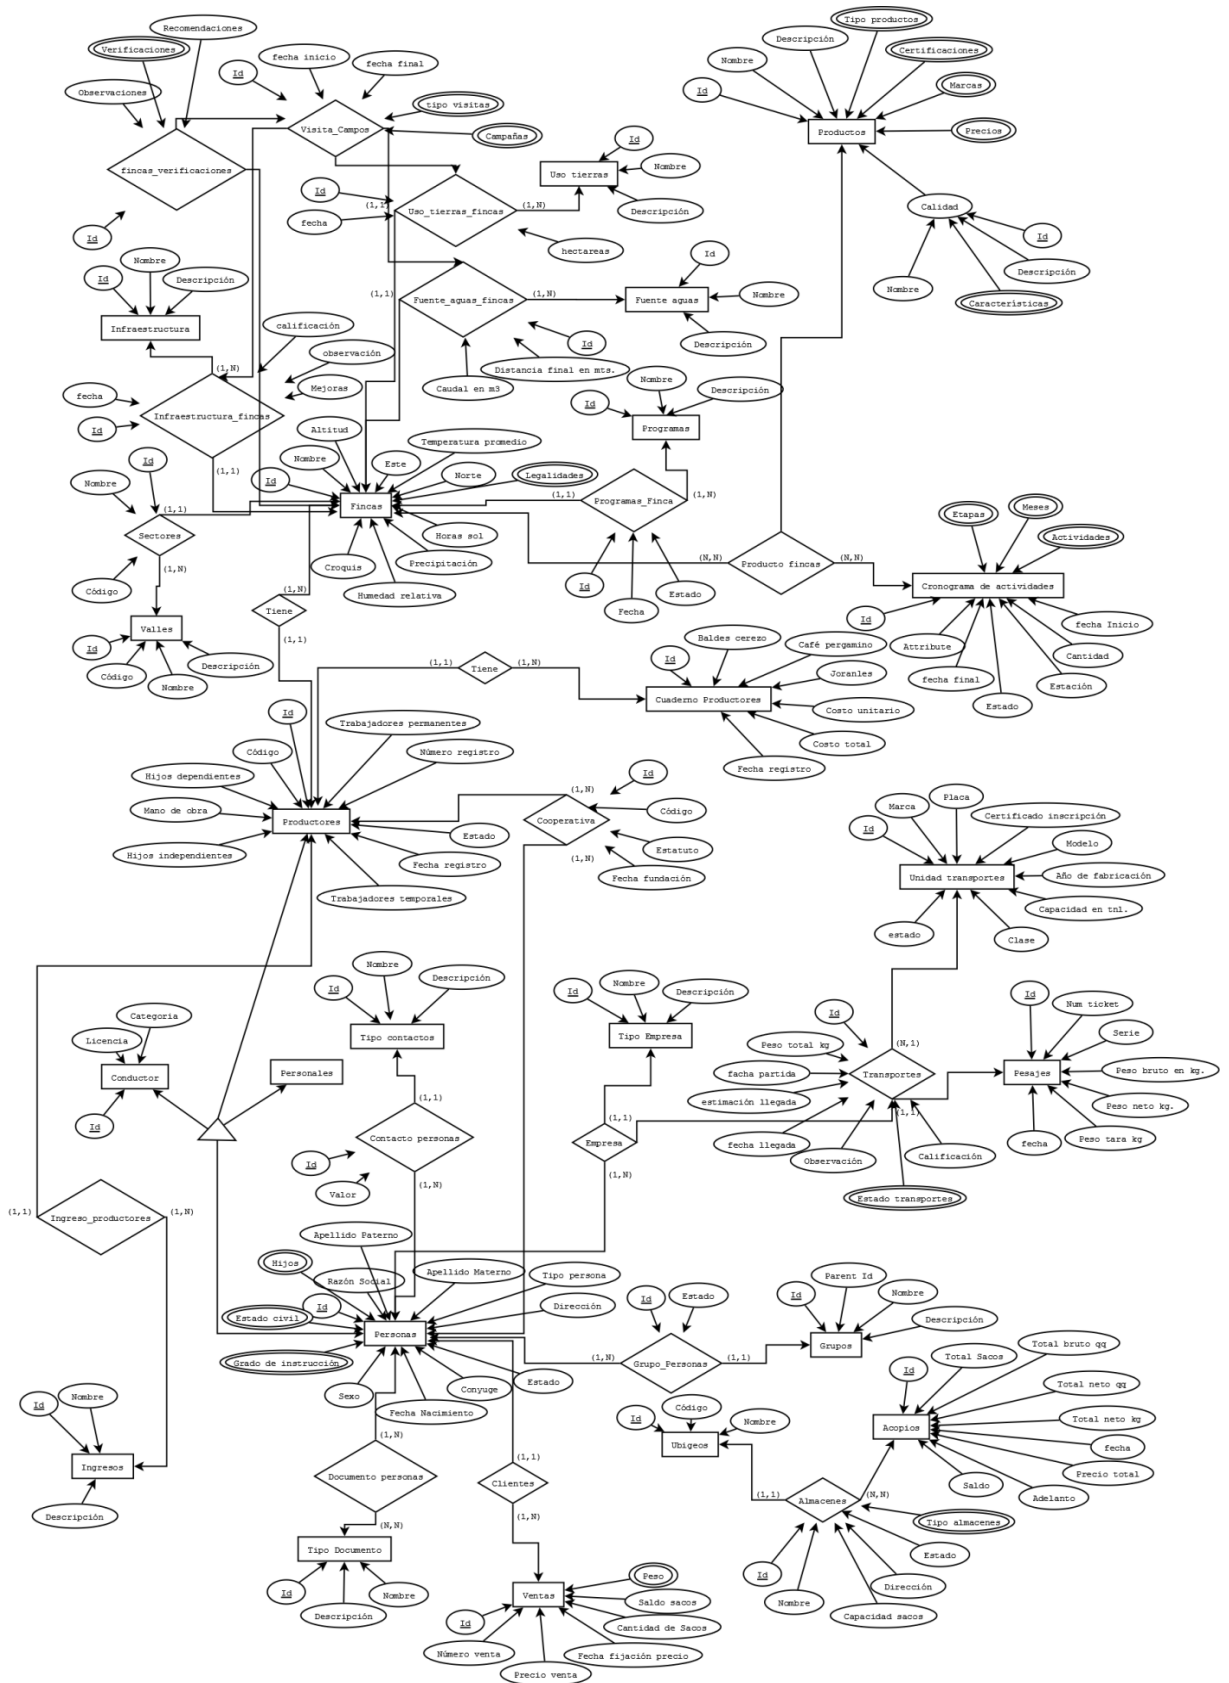 Recomendaciones
Verificaciones
Observaciones
Id
fecha inicio
fecha final
tipo visitas
Campañas
Visita_Campos
fincas_verificaciones
Id
Tipo productos
Descripción
Certificaciones
Nombre
Marcas
Id
Precios
Productos
Calidad
Id
Descripción
Nombre
Características
Id
Nombre
Uso tierras
Descripción
Id
fecha
(1,1)
Uso_tierras_fincas
(1,N)
hectareas
Nombre
Id
Descripción
Infraestructura
(1,N)
Id
Nombre
Fuente aguas
Descripción
(1,1)
Fuente_aguas_fincas
(1,N)
Id
Distancia final en mts.
Caudal en m3
calificación
observación
Mejoras
fecha
Id
Infraestructura_fincas
(1,1)
Nombre
Descripción
Id
Programas
Altitud
Temperatura promedio
Nombre
Este
Id
Norte
Legalidades
Fincas
Horas sol
Precipitación
Croquis
Humedad relativa
(1,1)
Programas_Finca
(1,N)
Id
Fecha
Estado
Id
Nombre
(1,1)
Sectores
(1,N)
Código
Valles
Id
Código
Nombre
Descripción
(1,N)
Tiene
(1,1)
(N,N)
Producto fincas
(N,N)
Etapas
Meses
Actividades
Cronograma de actividades
Id
Attribute
fecha final
Estado
Estación
Cantidad
fecha Inicio
(1,1)
Tiene
(1,N)
Baldes cerezo
Id
Café pergamino
Joranles
Cuaderno Productores
Costo unitario
Costo total
Fecha registro
Id
Trabajadores permanentes
Código
Número registro
Hijos dependientes
Mano de obra
Productores
Estado
Hijos independientes
Fecha registro
Trabajadores temporales
(1,N)
Cooperativa
(1,N)
Id
Código
Estatuto
Fecha fundación
Placa
Marca
Certificado inscripción
Id
Modelo
Unidad transportes
Año de fabricación
Capacidad en tnl.
estado
Clase
Nombre
Descripción
Id
Tipo contactos
Nombre
Descripción
Id
Tipo Empresa
Categoria
Licencia
Conductor
Personales
Id
(1,1)
Contacto personas
Id
Valor
(1,N)
(1,1)
Empresa
(1,N)
Id
Peso total kg
(N,1)
facha partida
Transportes
estimación llegada
(1,1)
fecha llegada
Observación
Calificación
Estado transportes
Id
Num ticket
Serie
Pesajes
Peso bruto en kg.
Peso neto kg.
fecha
Peso tara kg
(1,1)
Ingreso_productores
(1,N)
Apellido Paterno
Hijos
Razón Social
Apellido Materno
Tipo persona
Estado civil
Id
Dirección
Personas
Grado de instrucción
Sexo
Fecha Nacimiento
Conyuge
Estado
Id
Estado
(1,N)
Grupo_Personas
(1,1)
Parent Id
Id
Nombre
Descripción
Grupos
Total bruto qq
Total Sacos
Id
Total neto qq
Total neto kg
Acopios
fecha
Precio total
Saldo
Adelanto
Código
Id
Nombre
Ubigeos
(1,1)
Almacenes
(N,N)
Tipo almacenes
Estado
Id
Dirección
Nombre
Capacidad sacos
Nombre
Id
Ingresos
Descripción
(1,N)
Documento personas
(N,N)
Tipo Documento
Id
Descripción
Nombre
(1,1)
Clientes
(1,N)
Peso
Ventas
Saldo sacos
Id
Cantidad de Sacos
Número venta
Fecha fijación precio
Precio venta